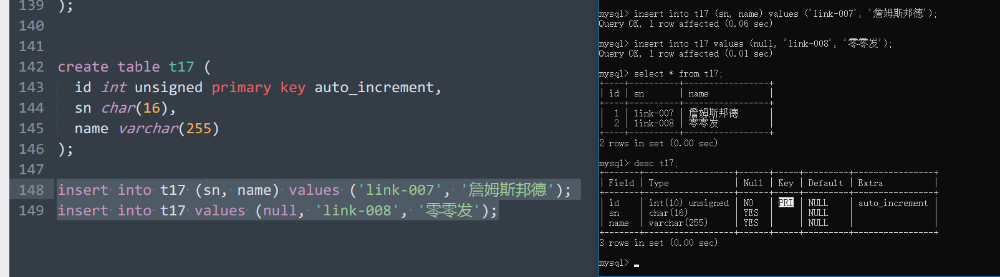 139 );
140
141
142 create table t17 (
143 id int unsigned primary key auto_increment,
144 sn char(16),
145 name varchar(255)
146 );
147
148 insert into t17 (sn, name) values ('link-007', '詹姆斯邦德');
149 insert into t17 values (null, 'link-008', '零零发');
mysql> insert into t17 (sn, name) values ('link-007', '詹姆斯邦德');
Query OK, 1 row affected (0.06 sec)
mysql> insert into t17 values (null, 'link-008', '零零发');
Query OK, 1 row affected (0.01 sec)
mysql> select * from t17;
+----+----------+----------------+
| id | sn | name |
+----+----------+----------------+
| 1 | link-007 | 詹姆斯邦德 |
| 2 | link-008 | 零零发 |
+----+----------+----------------+
2 rows in set (0.00 sec)
mysql> desc t17;
+-------+------------------+------+-----+---------+----------------+
| Field | Type | Null | Key | Default | Extra |
+-------+------------------+------+-----+---------+----------------+
| id | int(10) unsigned | NO | PRI | NULL | auto_increment |
| sn | char(16) | YES | | NULL | |
| name | varchar(255) | YES | | NULL | |
+-------+------------------+------+-----+---------+----------------+
3 rows in set (0.00 sec)
mysql> _